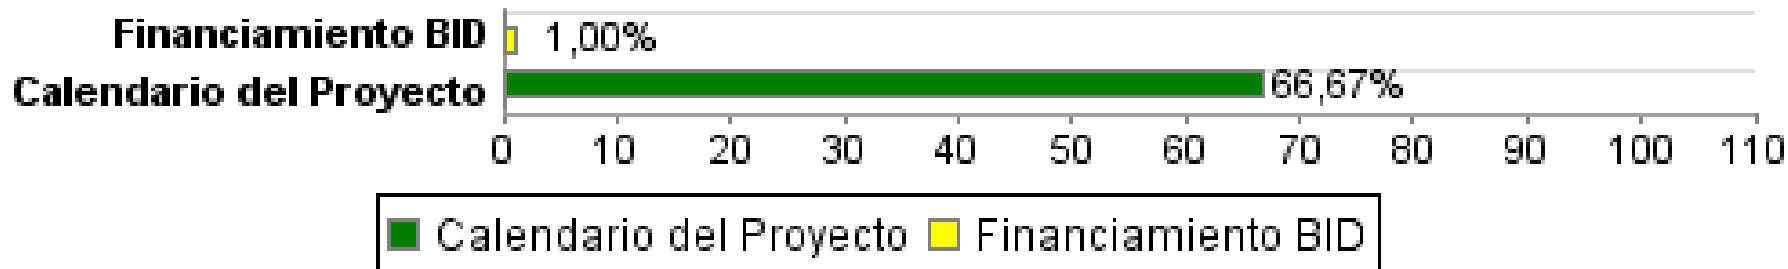 Financiamiento BID 1,00%
Calendario del Proyecto 66,67%
0 10 20 30 40 50 60 70 80 90 100 110
Calendario del Proyecto Financiamiento BID